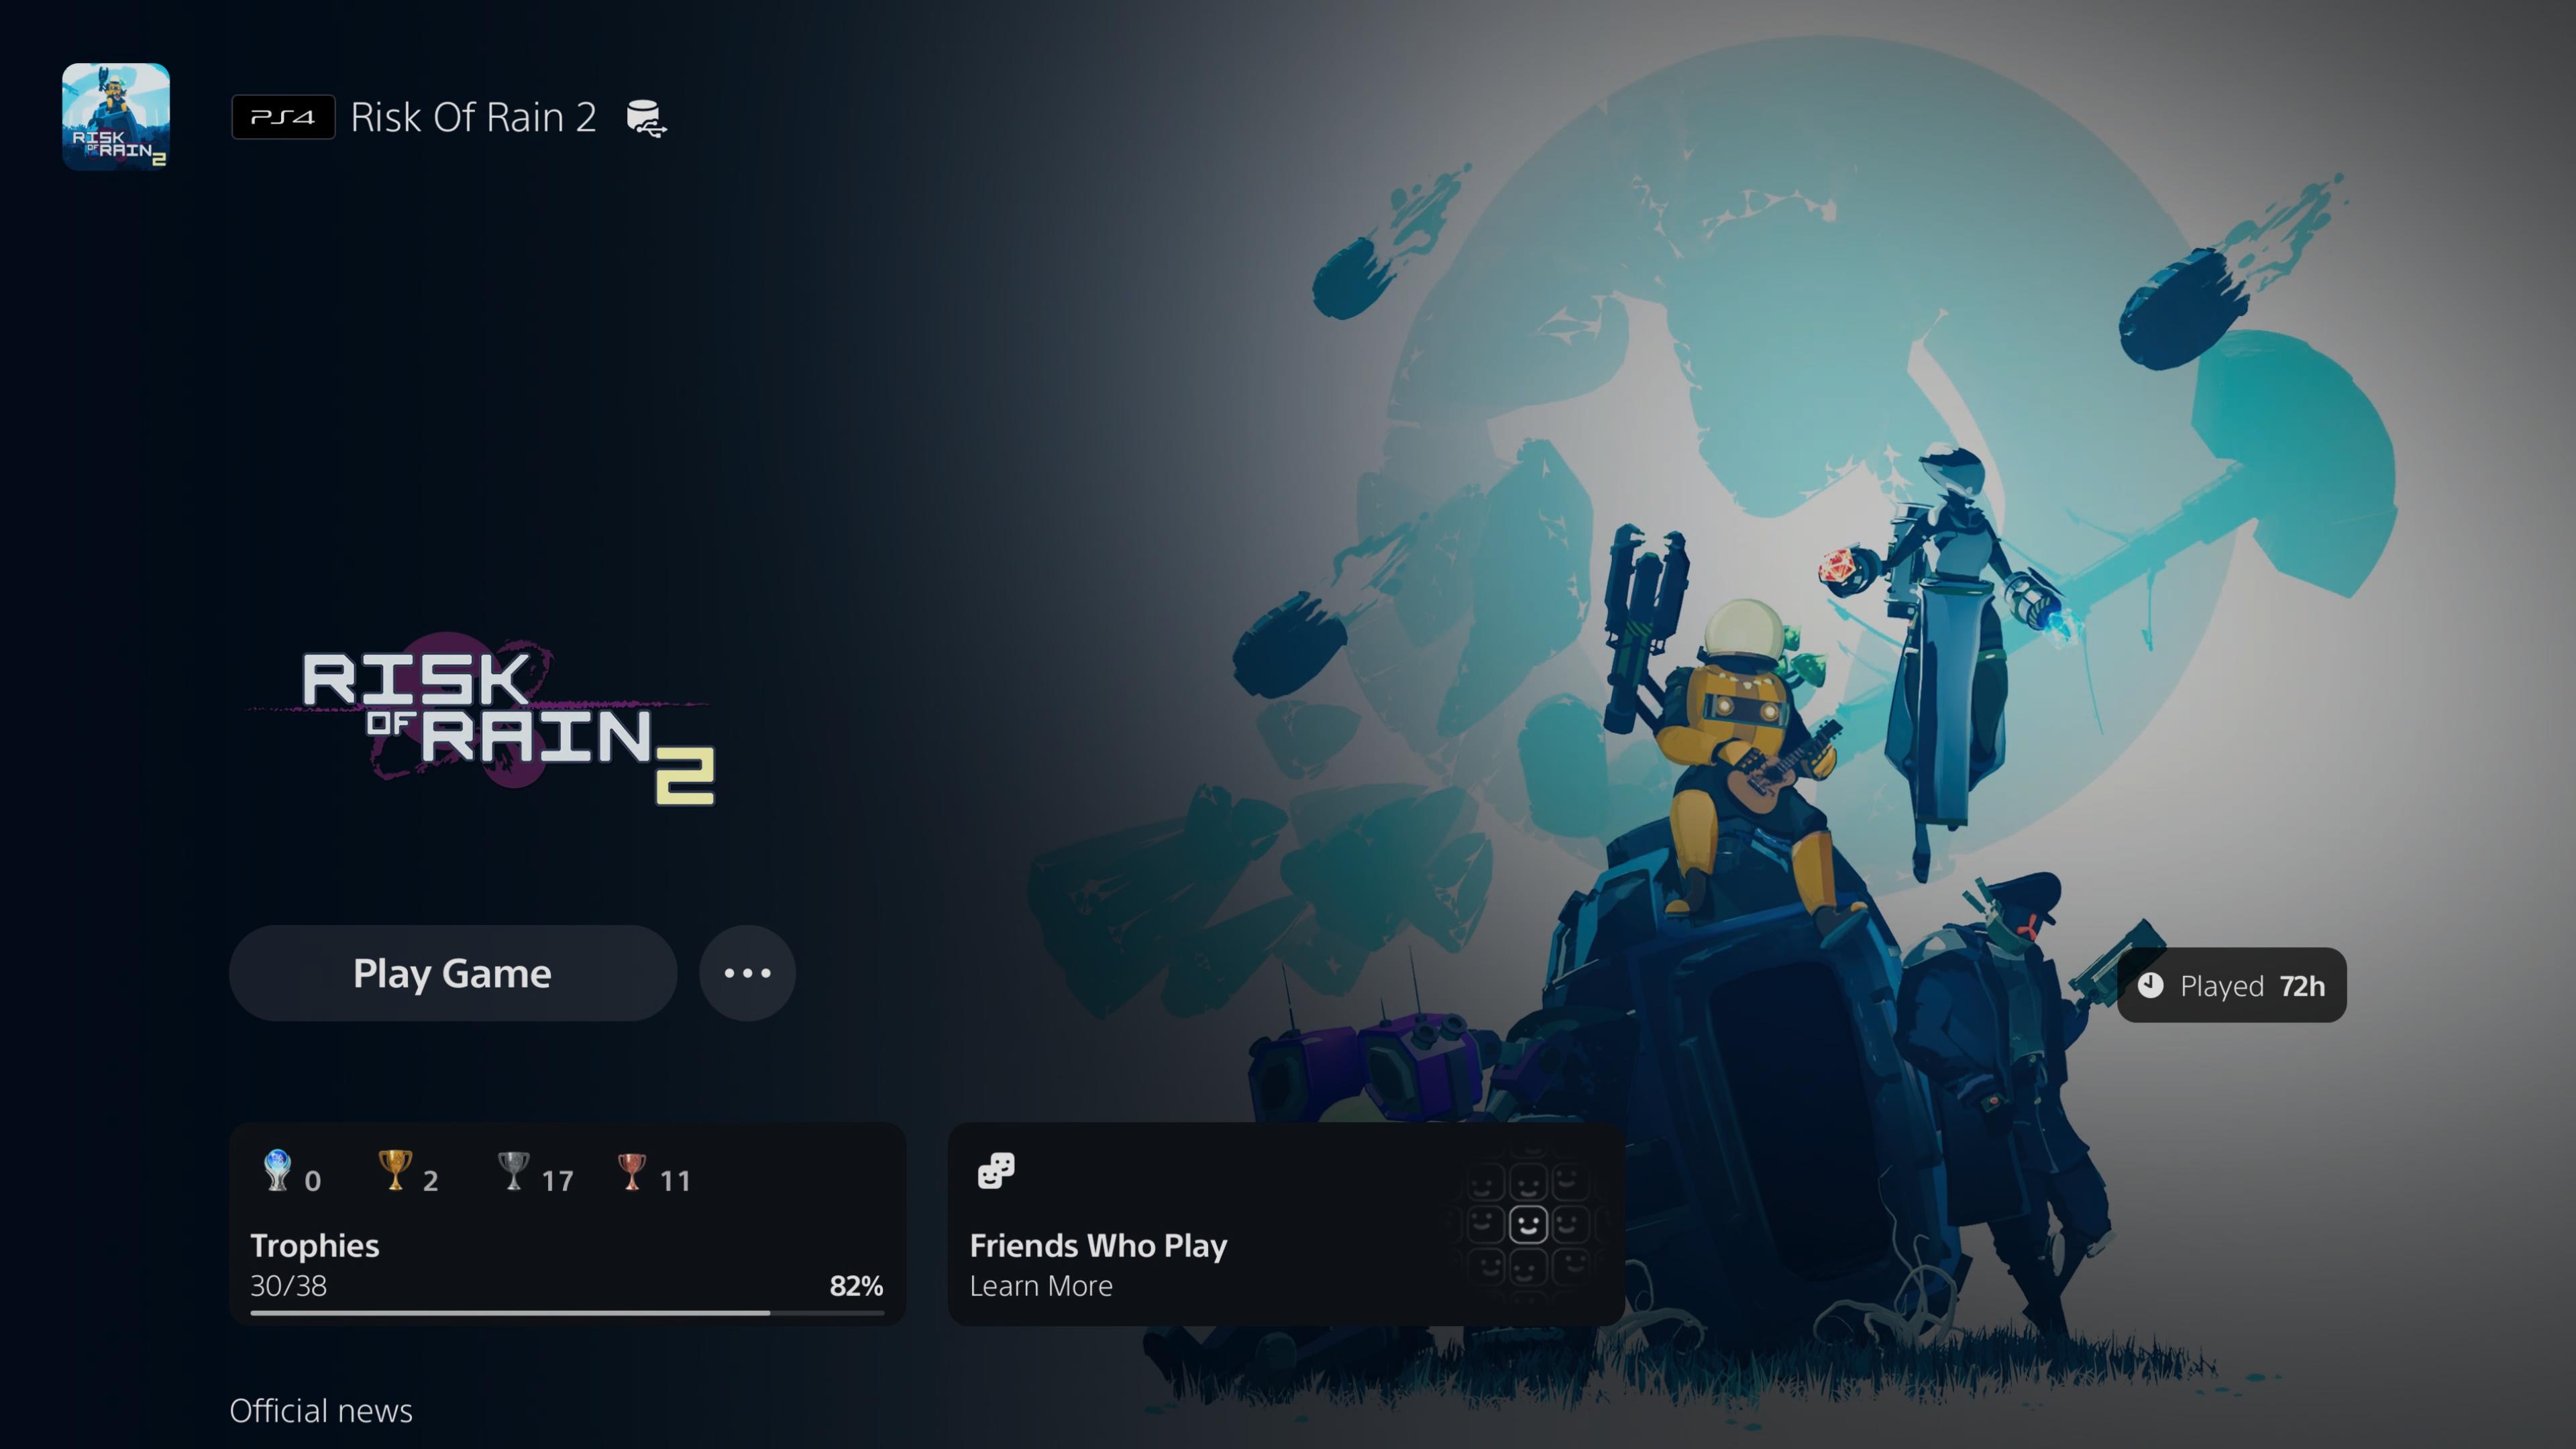 RISK
OF RAIN 2
PS4 Risk Of Rain 2
RISK
OF RAIN 2
Play Game
Played 72h
0 2 17 11
Trophies
30/38 82%
Friends Who Play
Learn More
Official news